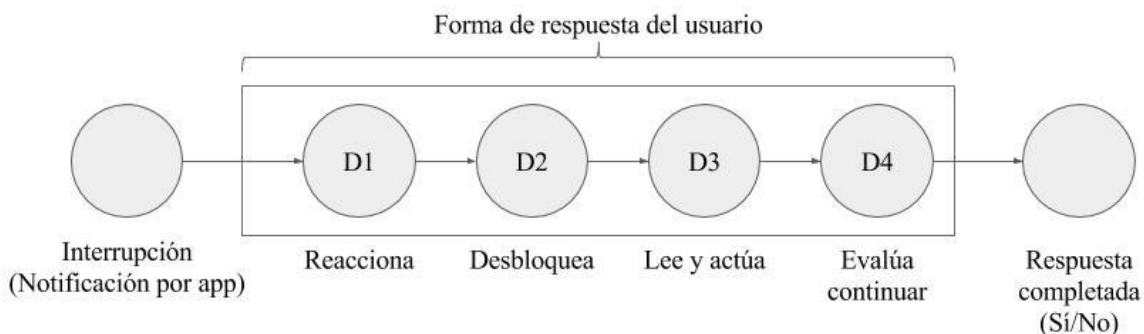 Forma de respuesta del usuario
D1
D2
D3
D4
Interrupción
(Notificación por app)
Reacciona
Desbloquea
Lee y actúa
Evalúa
continuar
Respuesta
completada
(Sí/No)